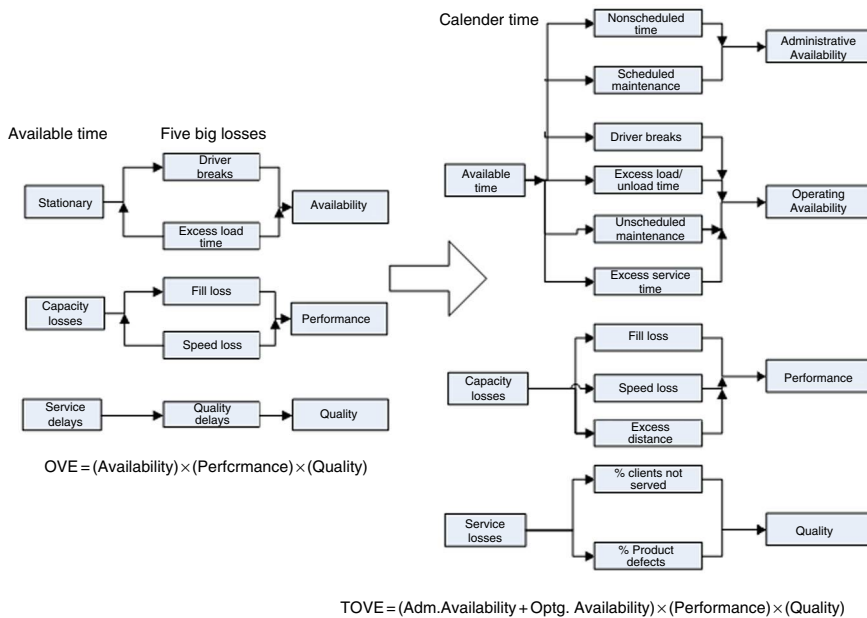 Available time
Five big losses
Stationary
Driver
breaks
Excess load
time
Availability
Capacity
losses
Fill loss
Speed loss
Performance
Service
delays
Quality
delays
Quality
OVE=(Availability)×(Perfcrmance)×(Quality)
Calender time
Nonscheduled
time
Scheduled
maintenance
Administrative
Availability
Available
time
Driver breaks
Excess load/
unload time
Unscheduled
maintenance
Excess service
time
Operating
Availability
Capacity
losses
Fill loss
Speed loss
Excess
distance
Performance
Service
losses
% clients not
served
% Product
defects
Quality
TOVE=(Adm.Availability+Optg. Availability)×(Performance)×(Quality)